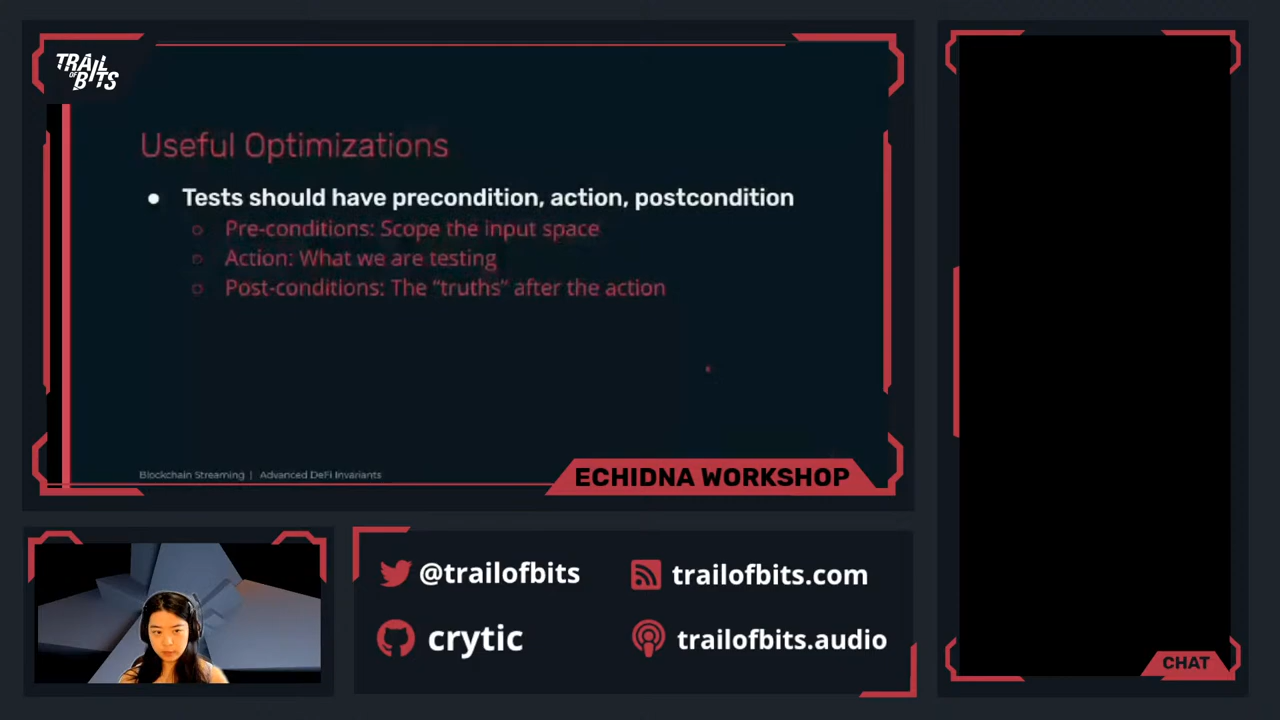 TRAIL
OF
BITS
Useful Optimizations
● Tests should have precondition, action, postcondition
○ Pre-conditions: Scope the input space
○ Action: What we are testing
○ Post-conditions: The “truths” after the action
Blockchain Streaming | Advanced DeFi Invariants
ECHIDNA WORKSHOP
@trailofbits
trailofbits.com
crytic
trailofbits.audio
CHAT